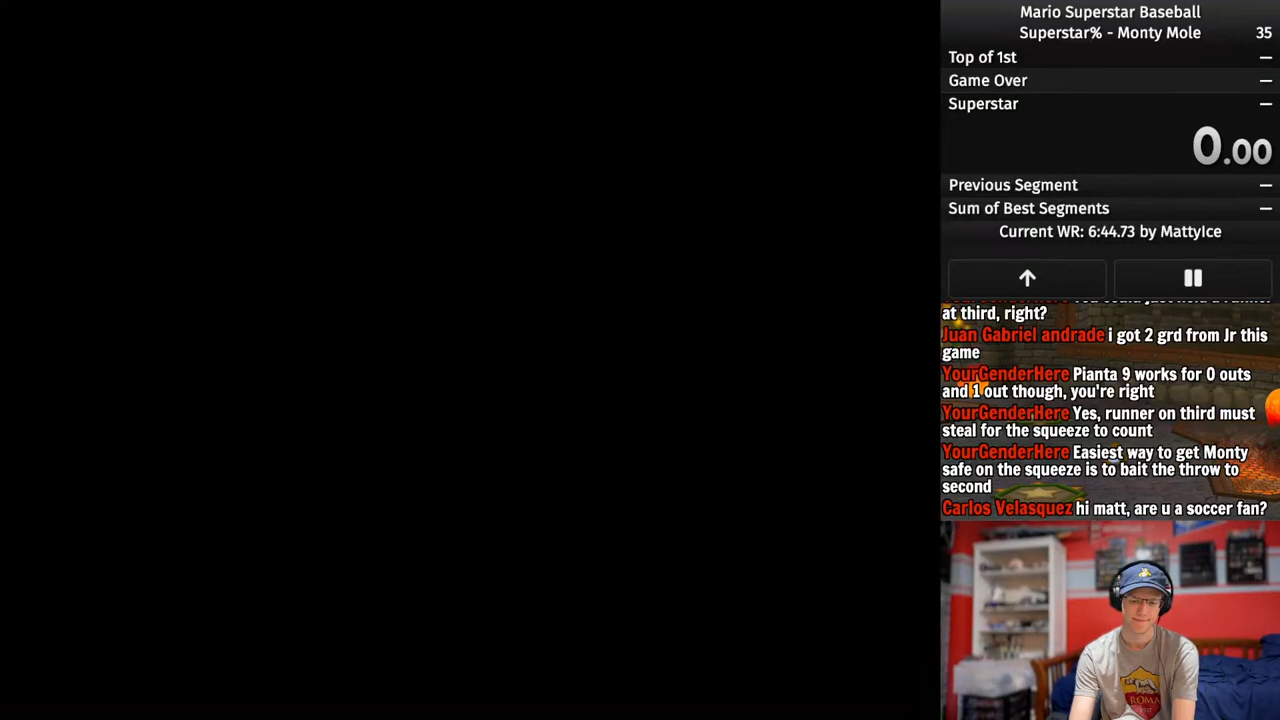 Mario Superstar Baseball
Superstar% - Monty Mole 35
Top of 1st —
Game Over —
Superstar —
0.00
Previous Segment —
Sum of Best Segments —
Current WR: 6:44.73 by MattyIce
at third, right?
Juan Gabriel andrade i got 2 grd from Jr this
game
YourGenderHere Pianta 9 works for 0 outs
and 1 out though, you're right
YourGenderHere Yes, runner on third must
steal for the squeeze to count
YourGenderHere Easiest way to get Monty
safe on the squeeze is to bait the throw to
second
Carlos Velasquez hi matt, are u a soccer fan?
ROMA